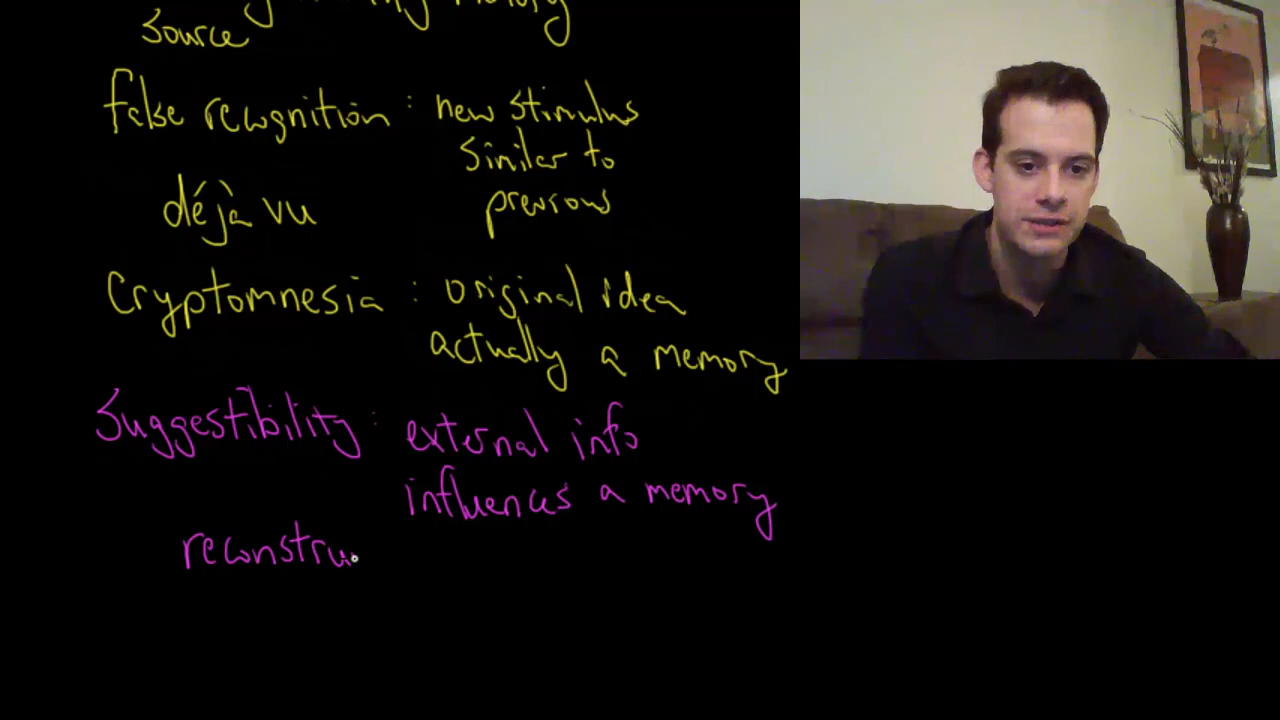 Source
false recognition : new stimulus
similar to
déjà vu previous
Cryptomnesia : original idea
actually a memory
Suggestibility : external info
influences a memory
reconstru